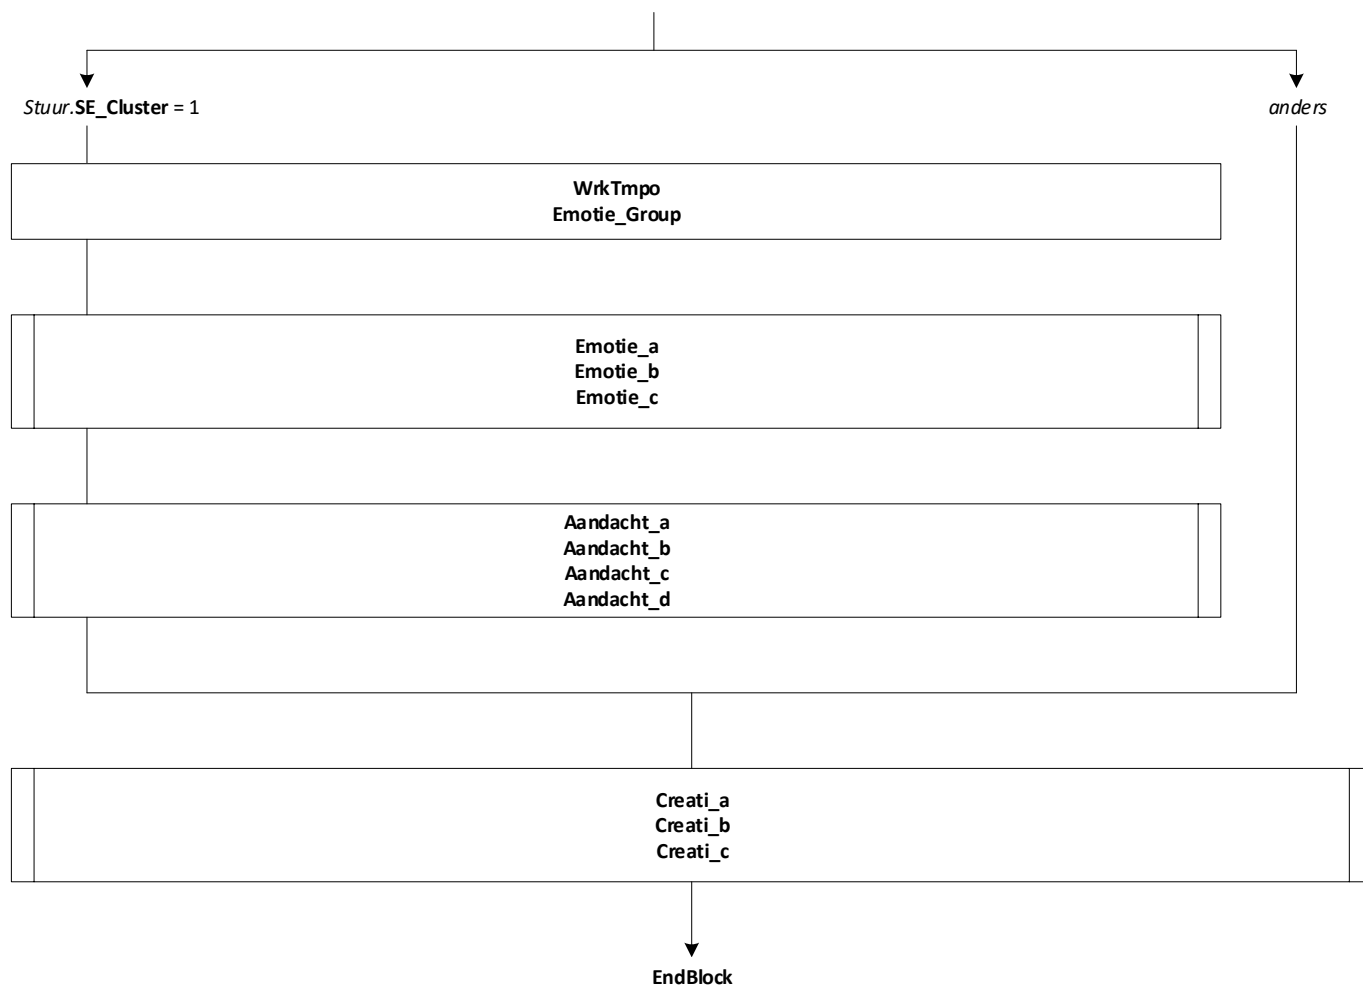 Stuur.SE_Cluster = 1
anders
WrkTmpo
Emotie_Group
Emotie_a
Emotie_b
Emotie_c
Aandacht_a
Aandacht_b
Aandacht_c
Aandacht_d
Creati_a
Creati_b
Creati_c
EndBlock